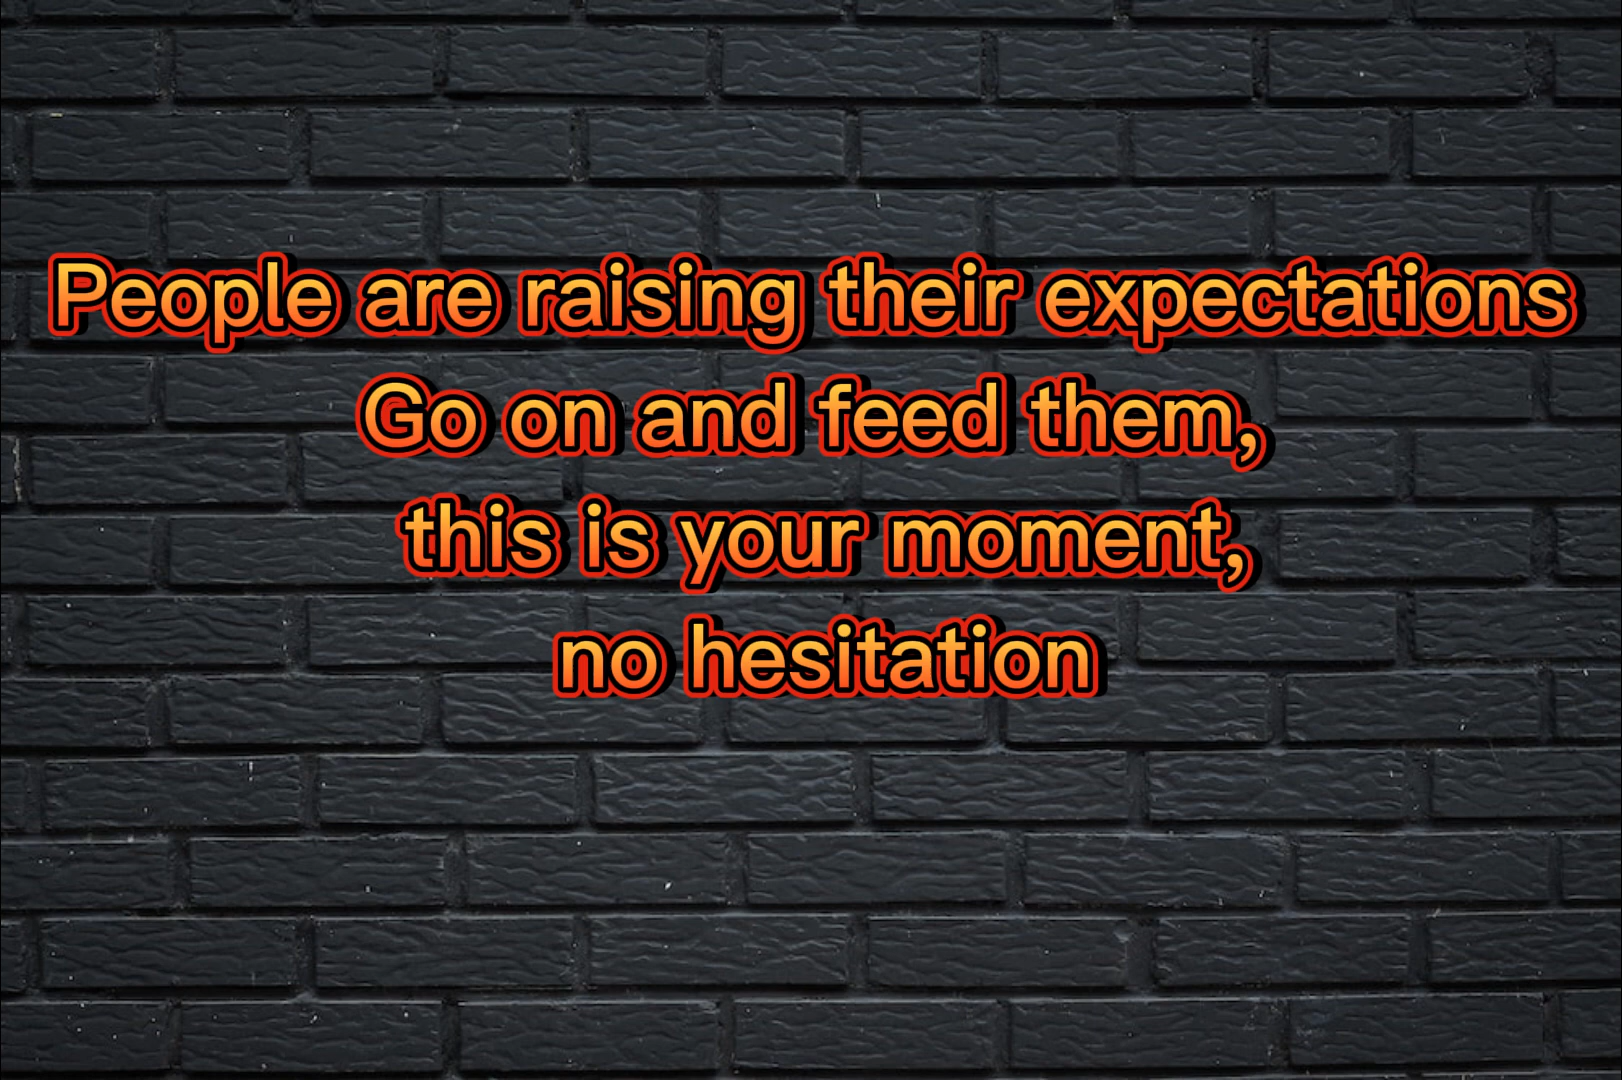 People are raising their expectations
Go on and feed them,
this is your moment,
no hesitation